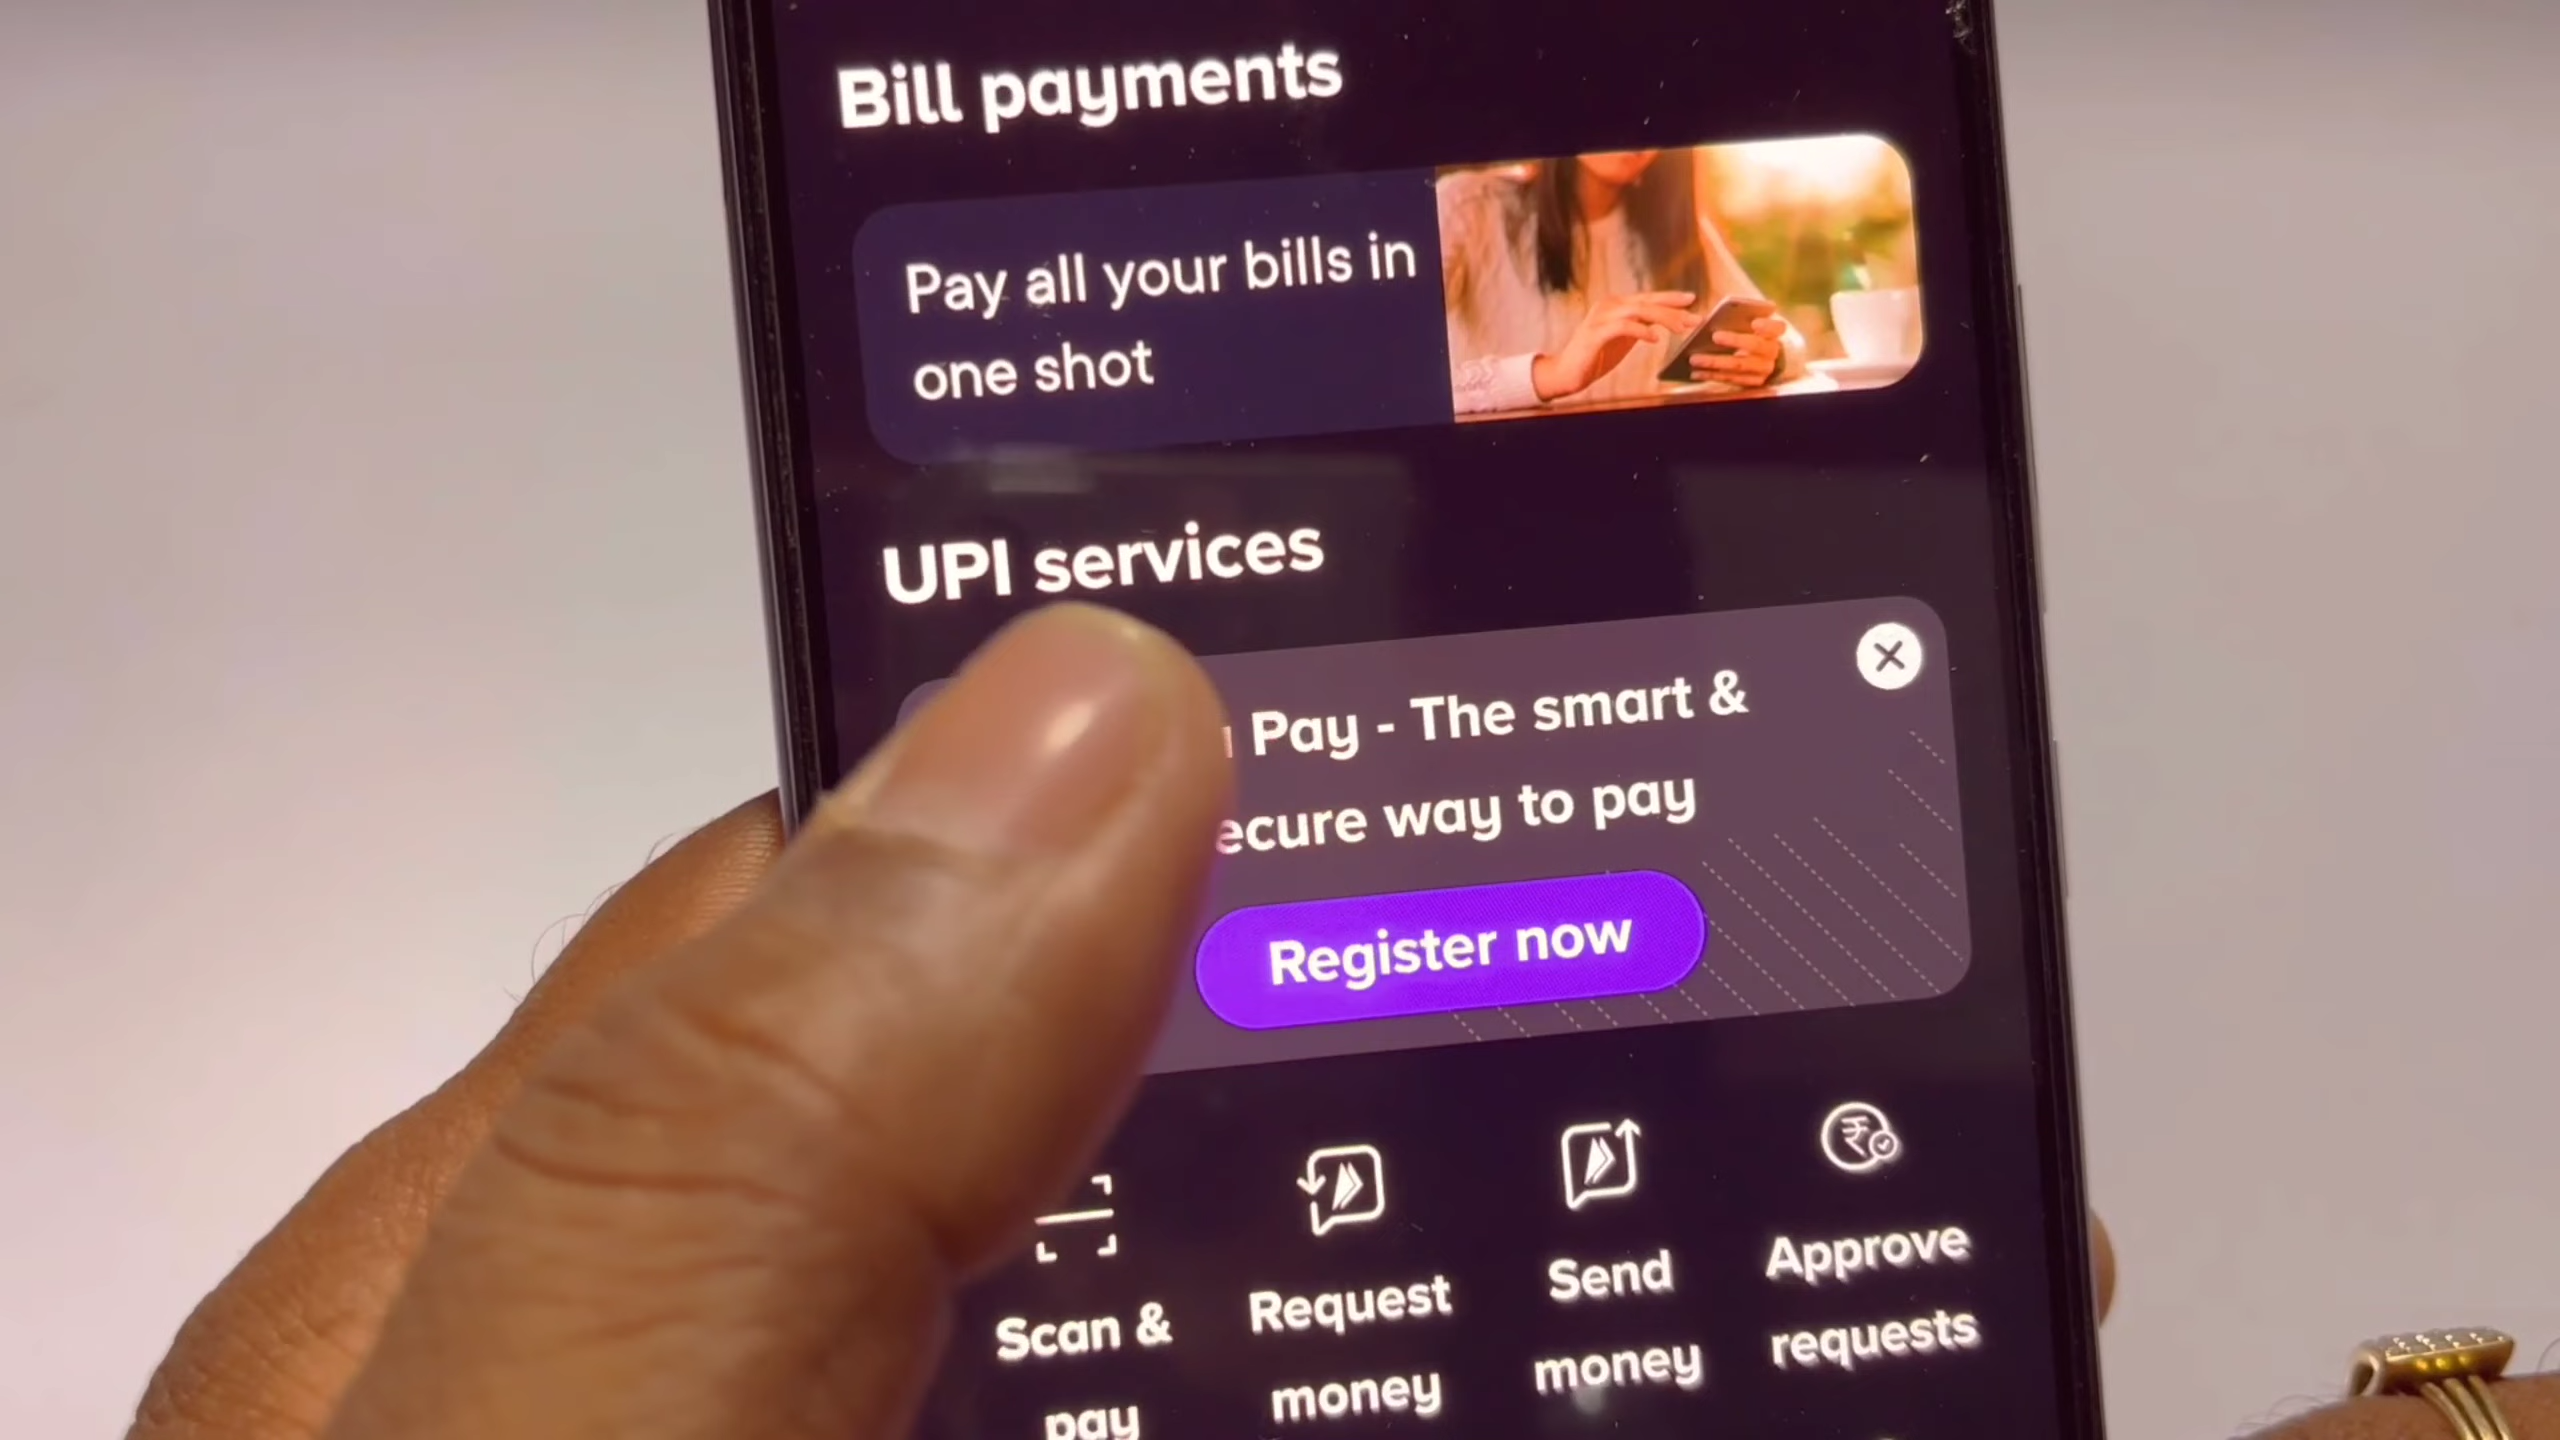 Bill payments
Pay all your bills in
one shot
UPI services
Pay - The smart &
way to pay
Register now
Scan &
pay
Request
money
Send
money
Approve
requests